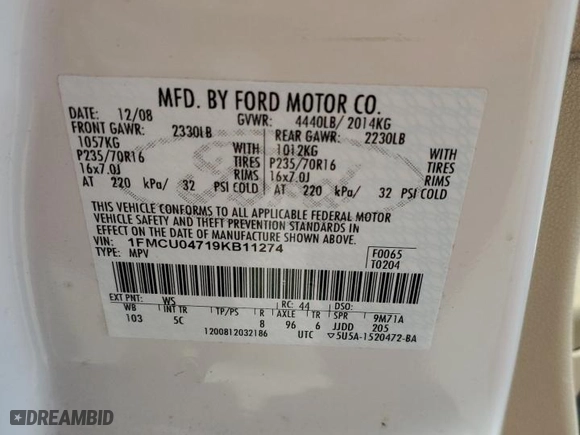 MFD. BY FORD MOTOR CO.
DATE: 12/08 GVWR: 4440LB/ 2014KG
FRONT GAWR: 2330LB REAR GAWR: 2230LB
1057KG WITH 1012KG WITH
P235/70R16 TIRES P235/70R16 TIRES
16x7.0J RIMS 16x7.0J RIMS
AT 220 kPa/ 32 PSI COLD AT 220 kPa/ 32 PSI COLD
THIS VEHICLE CONFORMS TO ALL APPLICABLE FEDERAL MOTOR
VEHICLE SAFETY AND THEFT PREVENTION STANDARDS IN
EFFECT ON THE DATE OF MANUFACTURE SHOWN ABOVE.
VIN: 1FMCU04719KB11274 F0065
TYPE: MPV T0204
EXT PNT: WS RC: 44
WB INT TR TP/PS R AXLE TR SPR 9M71A
103 5C 8 96 6 JJDD 205
1200812032186 UTC ▽5U5A-1520472-BA
Ford
DREAMBID